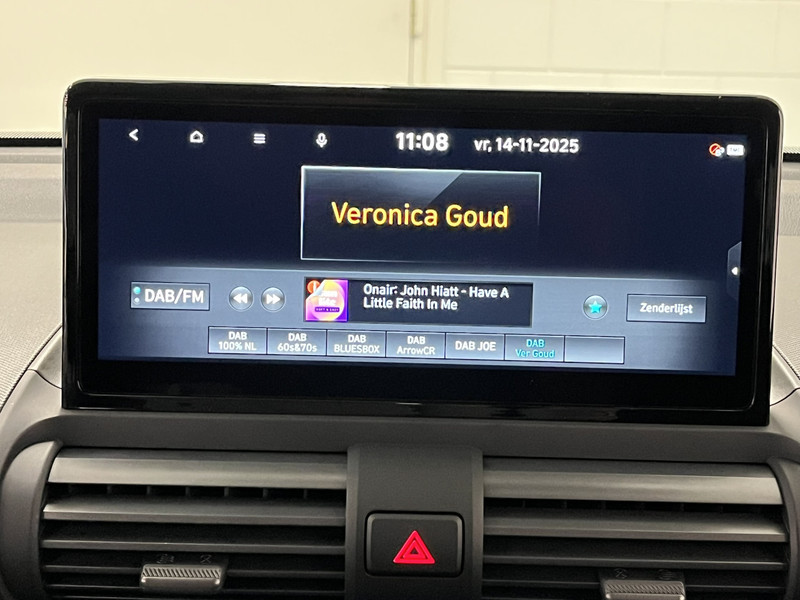 11:08 vr, 14-11-2025
Veronica Goud
DAB/FM
Onair: John Hiatt - Have A
Little Faith In Me
Zenderlijst
DAB
100% NL
DAB
60s&70s
DAB
BLUESBOX
DAB
ArrowCR
DAB JOE
DAB
Ver Goud